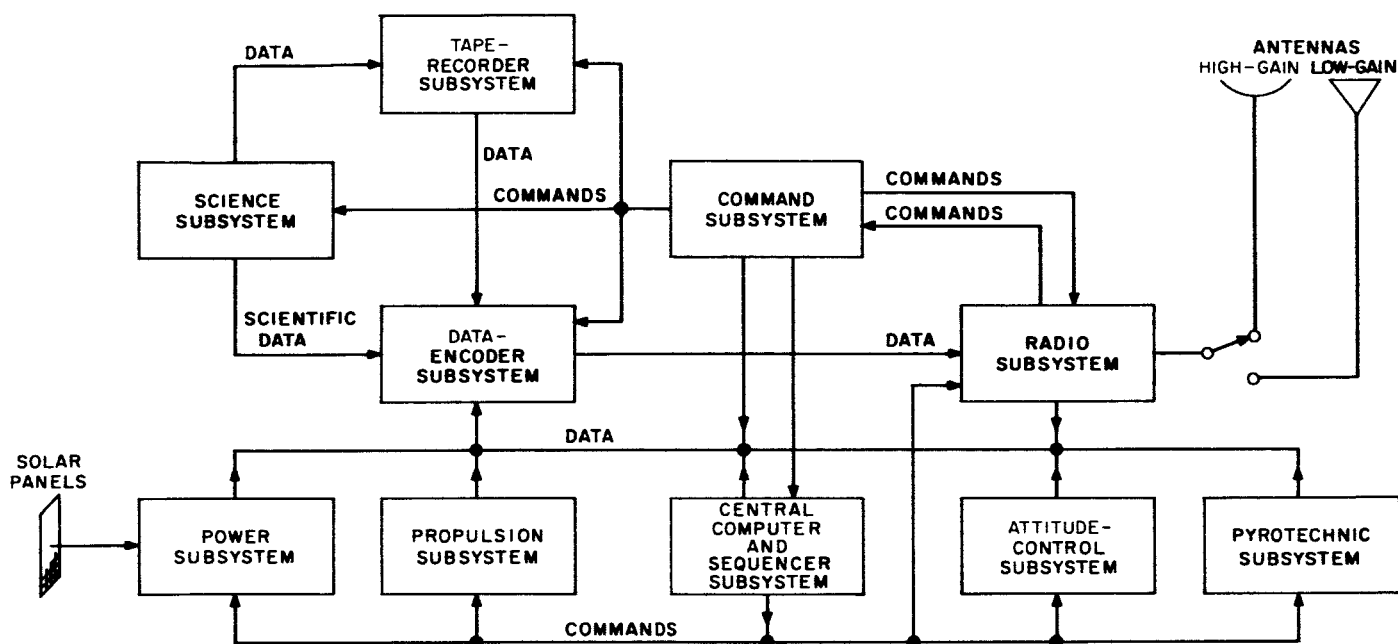 DATA
TAPE-
RECORDER
SUBSYSTEM
ANTENNAS
HIGH-GAIN LOW-GAIN
DATA
SCIENCE
SUBSYSTEM
COMMANDS
COMMAND
SUBSYSTEM
COMMANDS
COMMANDS
SCIENTIFIC
DATA
DATA-
ENCODER
SUBSYSTEM
DATA
RADIO
SUBSYSTEM
DATA
SOLAR
PANELS
POWER
SUBSYSTEM
PROPULSION
SUBSYSTEM
CENTRAL
COMPUTER
AND
SEQUENCER
SUBSYSTEM
ATTITUDE-
CONTROL
SUBSYSTEM
PYROTECHNIC
SUBSYSTEM
COMMANDS